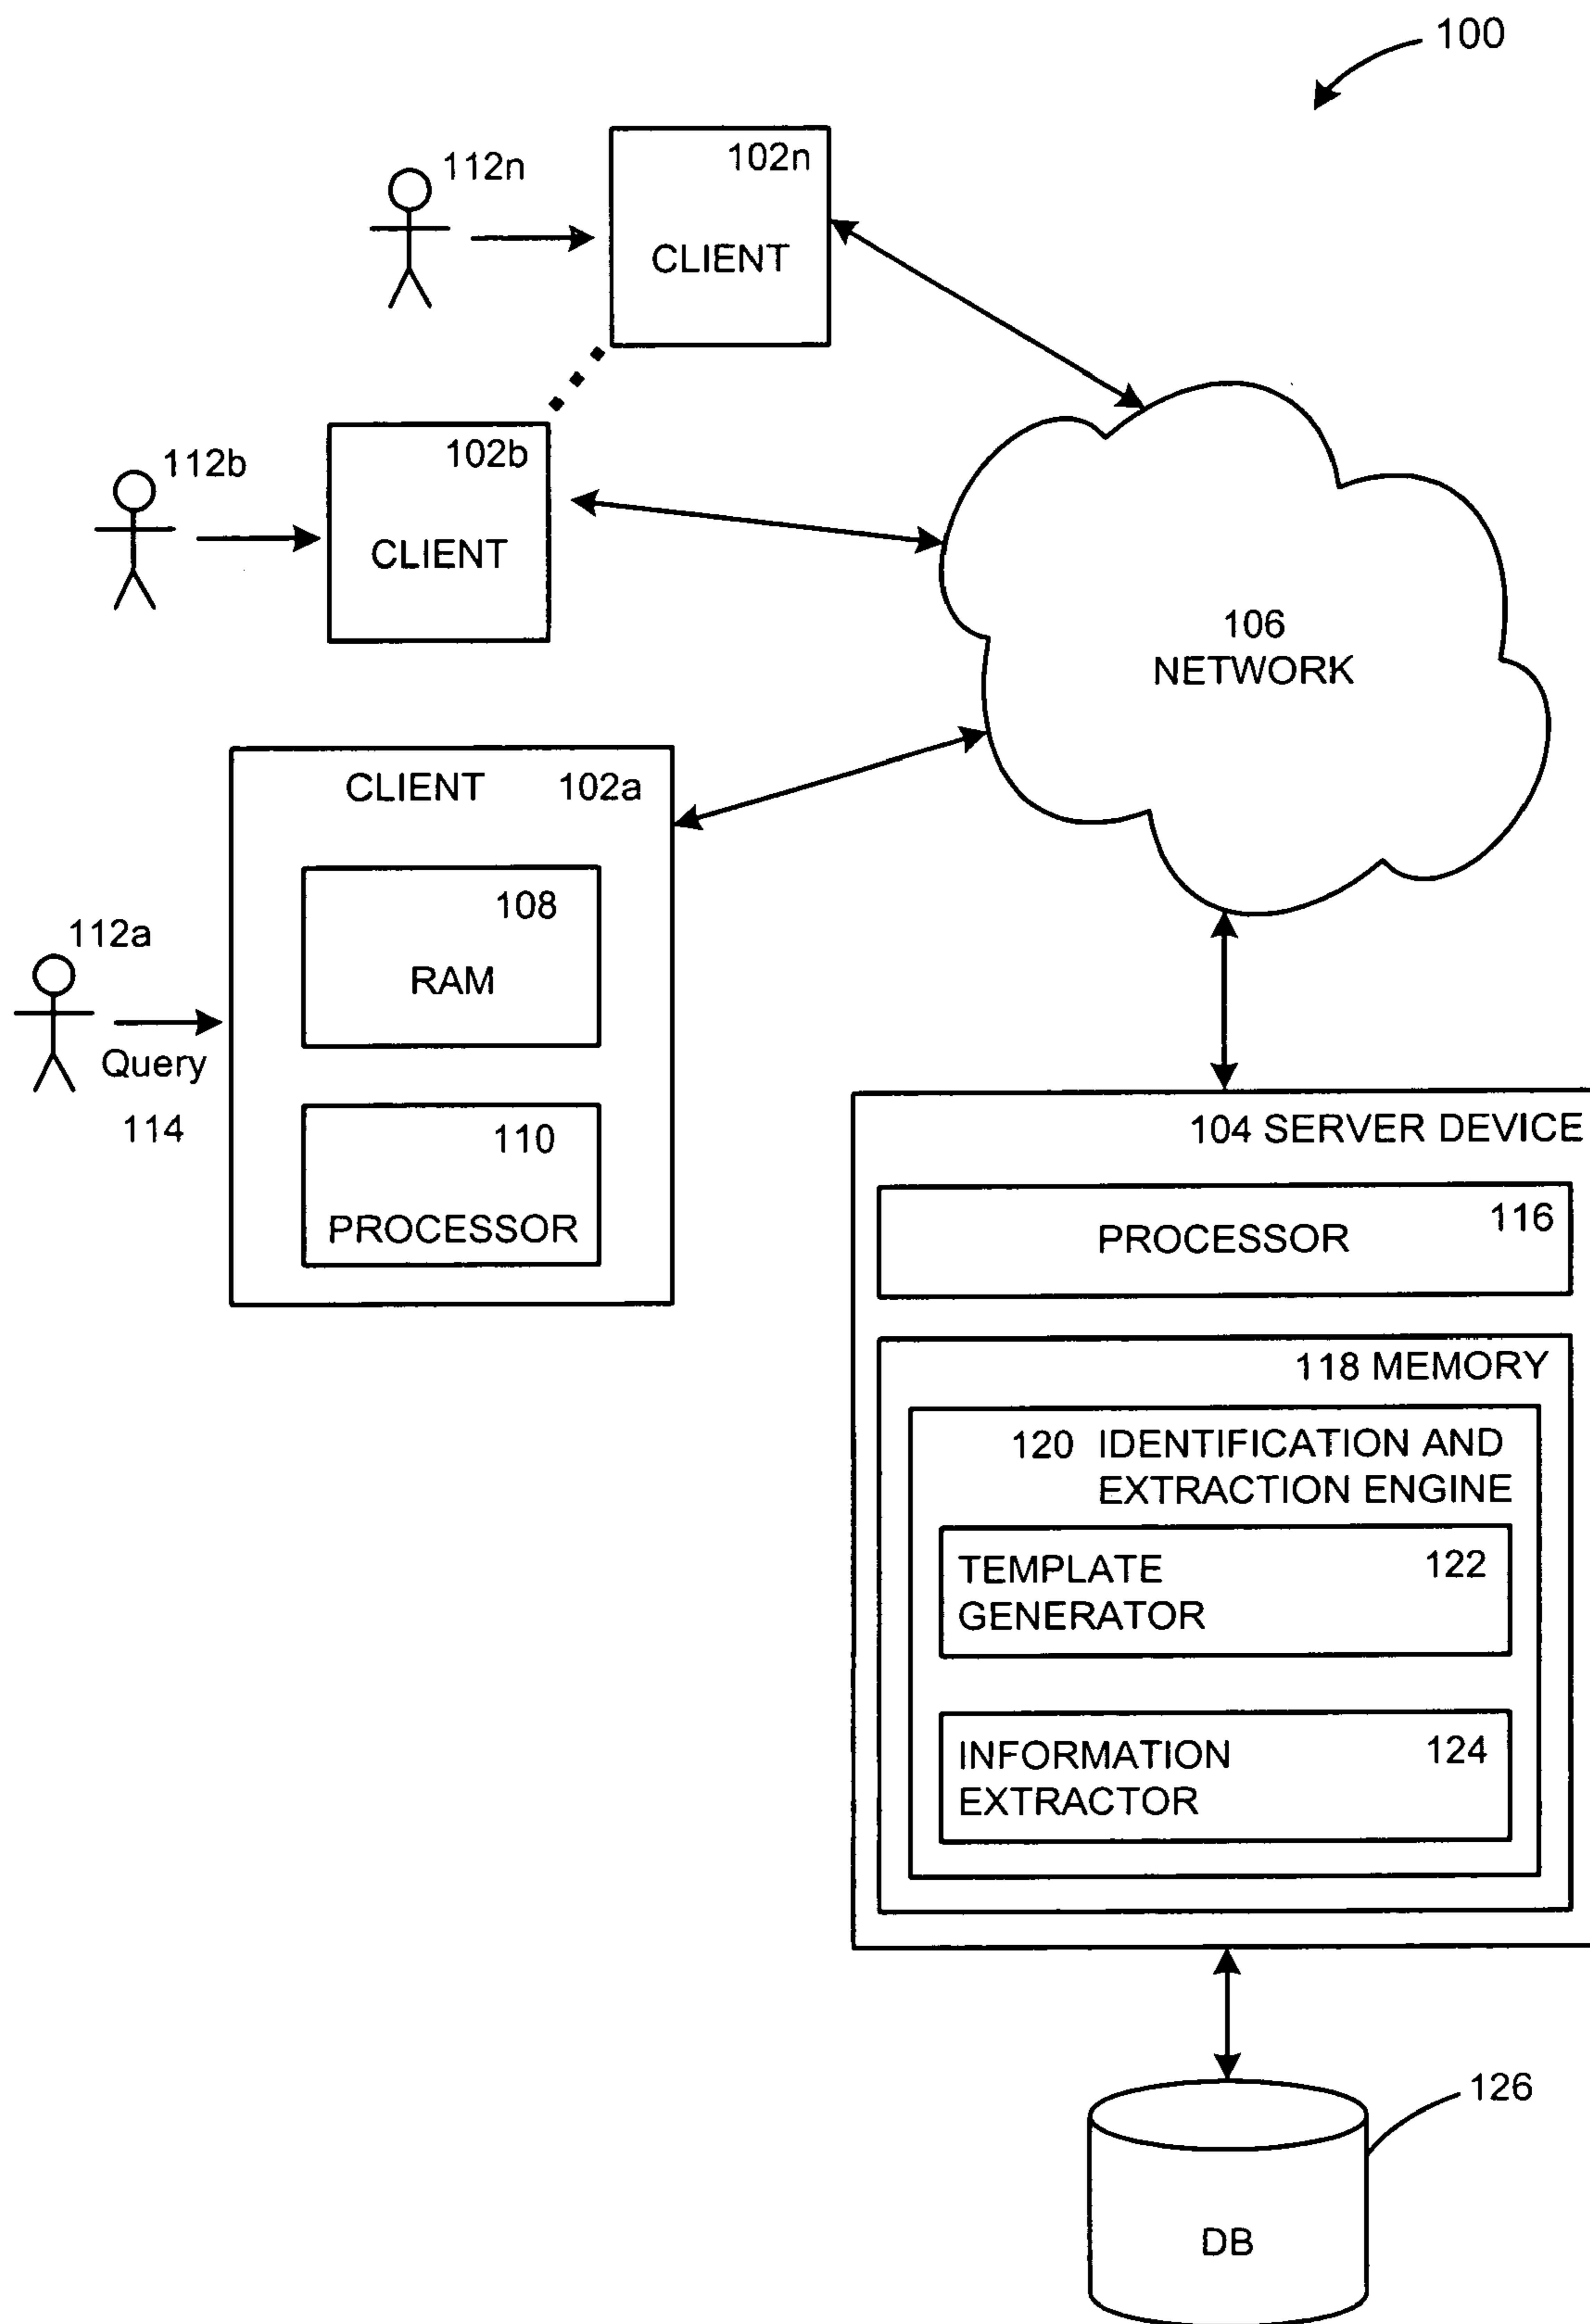 100
112n
102n
CLIENT
112b
102b
CLIENT
106
NETWORK
CLIENT 102a
108
RAM
112a
Query
114
110
PROCESSOR
104 SERVER DEVICE
116
PROCESSOR
118 MEMORY
120 IDENTIFICATION AND
EXTRACTION ENGINE
TEMPLATE 122
GENERATOR
INFORMATION 124
EXTRACTOR
126
DB